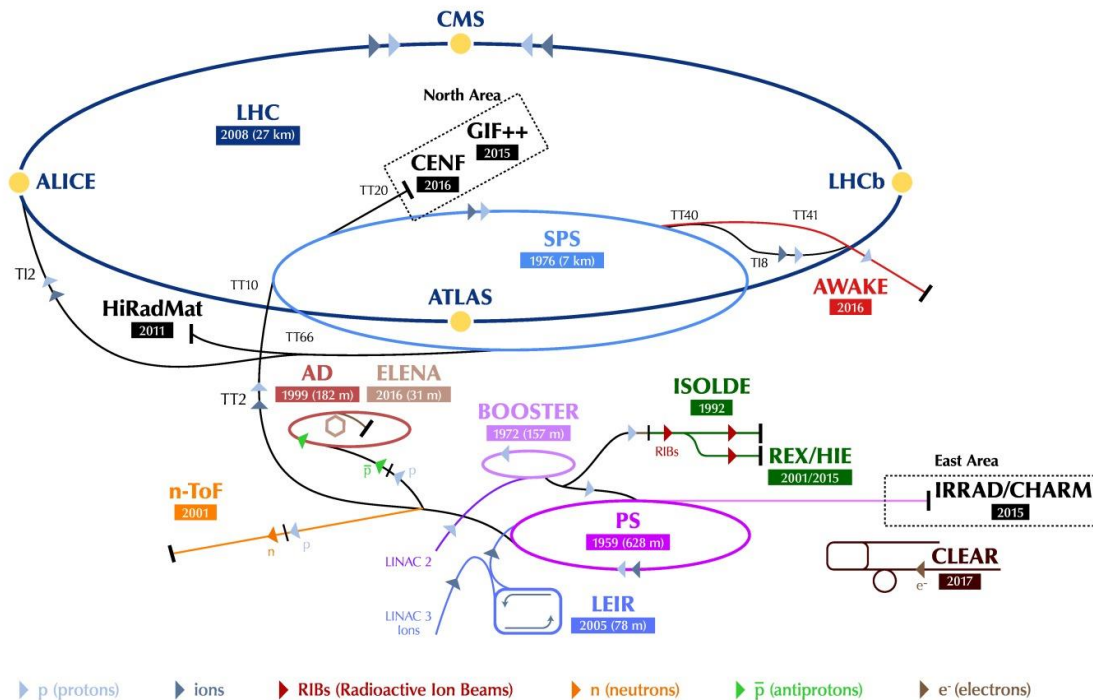 CMS
North Area
LHC
2008 (27 km)
GIF++
2015
CENF
2016
ALICE
TT20
LHCb
TT40
TT41
SPS
1976 (7 km)
TI2
TT10
TI8
AWAKE
2016
HiRadMat
2011
ATLAS
TT66
AD
1999 (182 m)
ELENA
2016 (31 m)
TT2
ISOLDE
1992
BOOSTER
1972 (157 m)
RIBs
REX/HIE
2001/2015
p̅
p
East Area
n-ToF
2001
IRRAD/CHARM
2015
PS
1959 (628 m)
n
p
LINAC 2
CLEAR
2017
e-
LINAC 3
Ions
LEIR
2005 (78 m)
p (protons)
ions
RIBs (Radioactive Ion Beams)
n (neutrons)
p̅ (antiprotons)
e- (electrons)